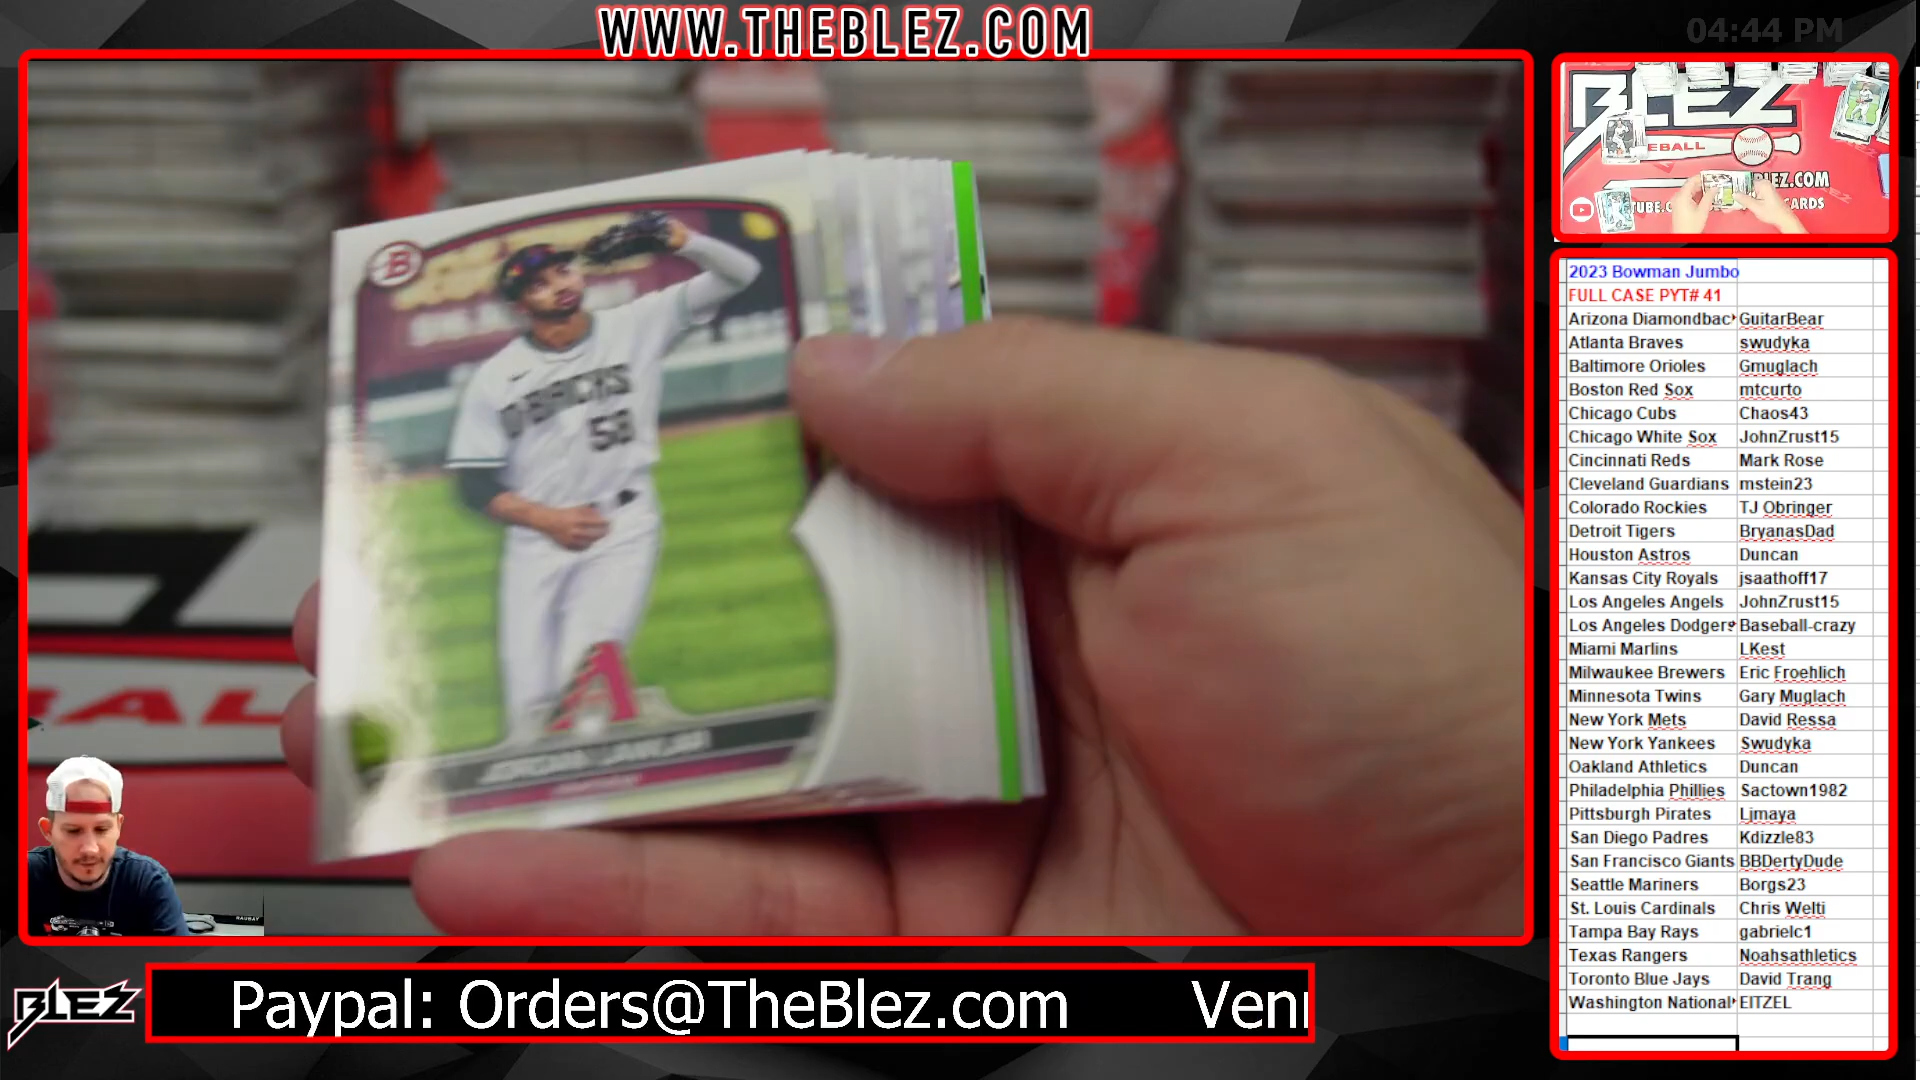 WWW.THEBLEZ.COM
04:44 PM
B
D-BACKS
58
A
BLEZ
EBALL
BLEZ.COM
2023 Bowman Jumbo
FULL CASE PYT# 41
Arizona Diamondbac GuitarBear
Atlanta Braves swudyka
Baltimore Orioles Gmuglach
Boston Red Sox mtcurto
Chicago Cubs Chaos43
Chicago White Sox JohnZrust15
Cincinnati Reds Mark Rose
Cleveland Guardians mstein23
Colorado Rockies TJ Obringer
Detroit Tigers BryanasDad
Houston Astros Duncan
Kansas City Royals jsaathoff17
Los Angeles Angels JohnZrust15
Los Angeles Dodgers Baseball-crazy
Miami Marlins LKest
Milwaukee Brewers Eric Froehlich
Minnesota Twins Gary Muglach
New York Mets David Ressa
New York Yankees Swudyka
Oakland Athletics Duncan
Philadelphia Phillies Sactown1982
Pittsburgh Pirates Ljmaya
San Diego Padres Kdizzle83
San Francisco Giants BBDertyDude
Seattle Mariners Borgs23
St. Louis Cardinals Chris Welti
Tampa Bay Rays gabrielc1
Texas Rangers Noahsathletics
Toronto Blue Jays David Trang
Washington National EITZEL
BLEZ
Paypal: Orders@TheBlez.com